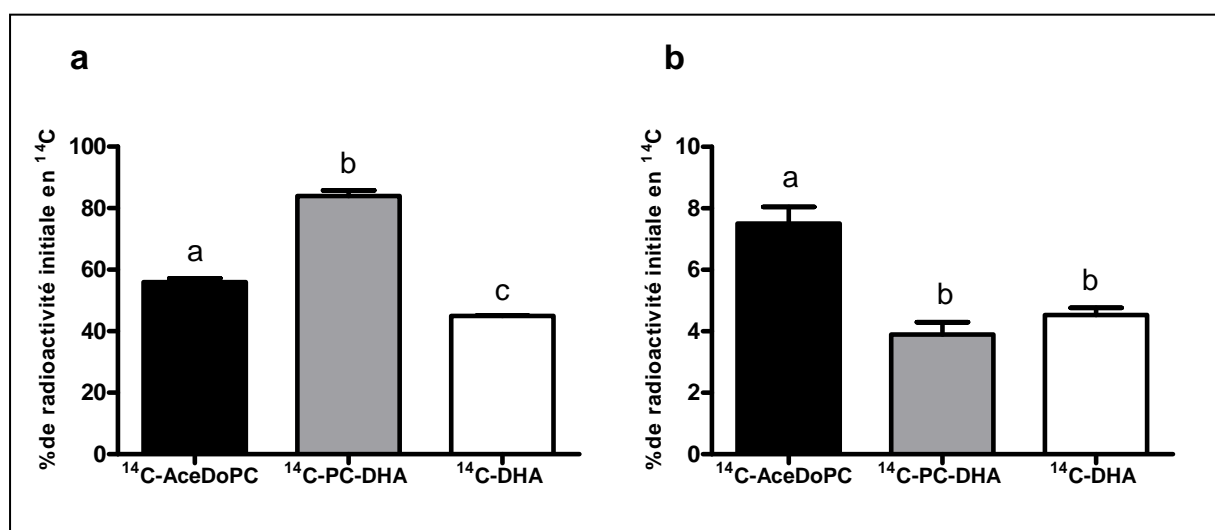 a
%de radioactivité initiale en ¹⁴C
100
80
60
40
20
0
a
b
c
¹⁴C-AceDoPC
¹⁴C-PC-DHA
¹⁴C-DHA
b
%de radioactivité initiale en ¹⁴C
10
8
6
4
2
0
a
b
b
¹⁴C-AceDoPC
¹⁴C-PC-DHA
¹⁴C-DHA